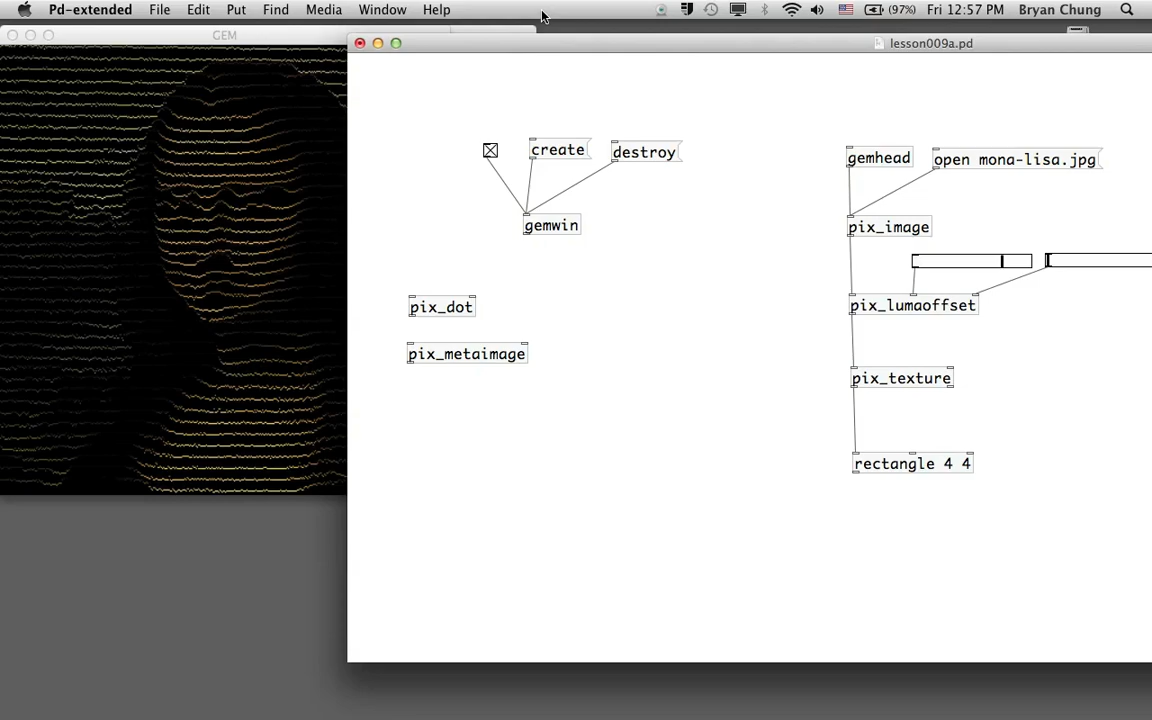 Pd-extended File Edit Put Find Media Window Help (97%) Fri 12:57 PM Bryan Chung
GEM
lesson009a.pd
create
destroy
gemhead
open mona-lisa.jpg
gemwin
pix_image
pix_dot
pix_lumaoffset
pix_metaimage
pix_texture
rectangle 4 4